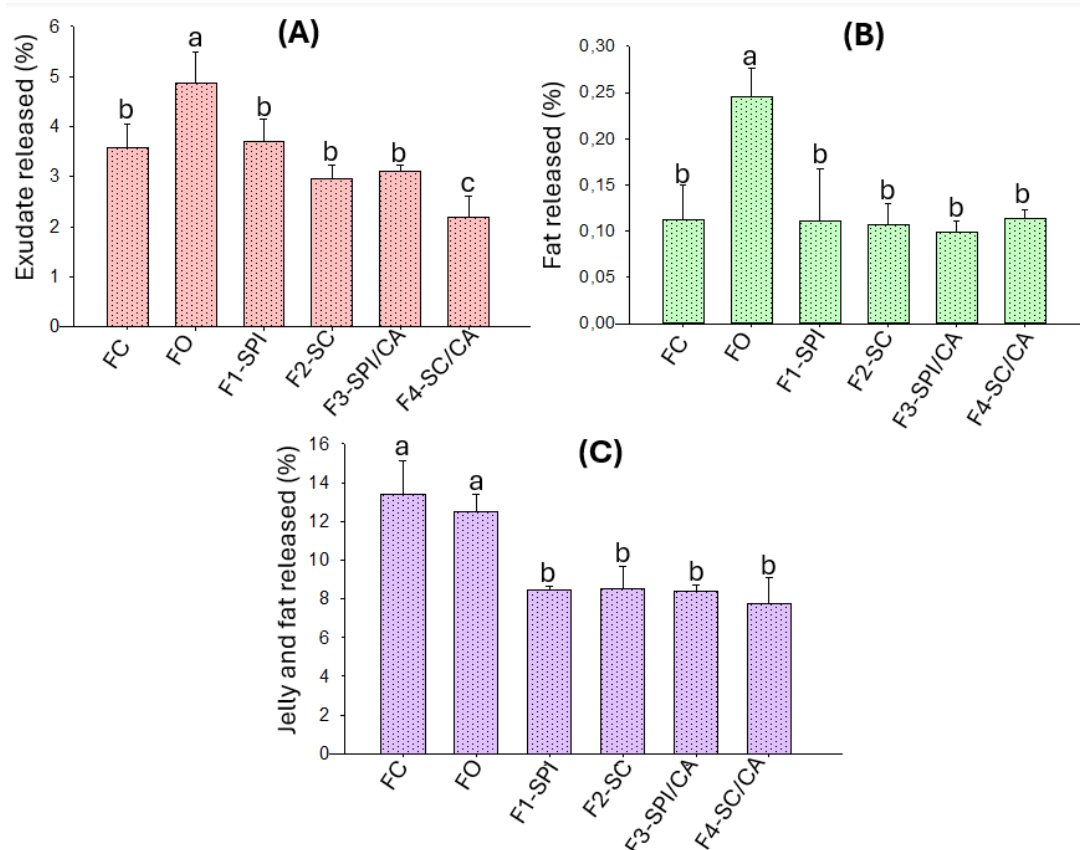 (A)
Exudate released (%)
6
5
4
3
2
1
0
b
a
b
b
b
c
FC
FO
F1-SPI
F2-SC
F3-SPI/CA
F4-SC/CA
(B)
Fat released (%)
0,30
0,25
0,20
0,15
0,10
0,05
0,00
b
a
b
b
b
b
FC
FO
F1-SPI
F2-SC
F3-SPI/CA
F4-SC/CA
(C)
Jelly and fat released (%)
16
14
12
10
8
6
4
2
0
a
a
b
b
b
b
FC
FO
F1-SPI
F2-SC
F3-SPI/CA
F4-SC/CA